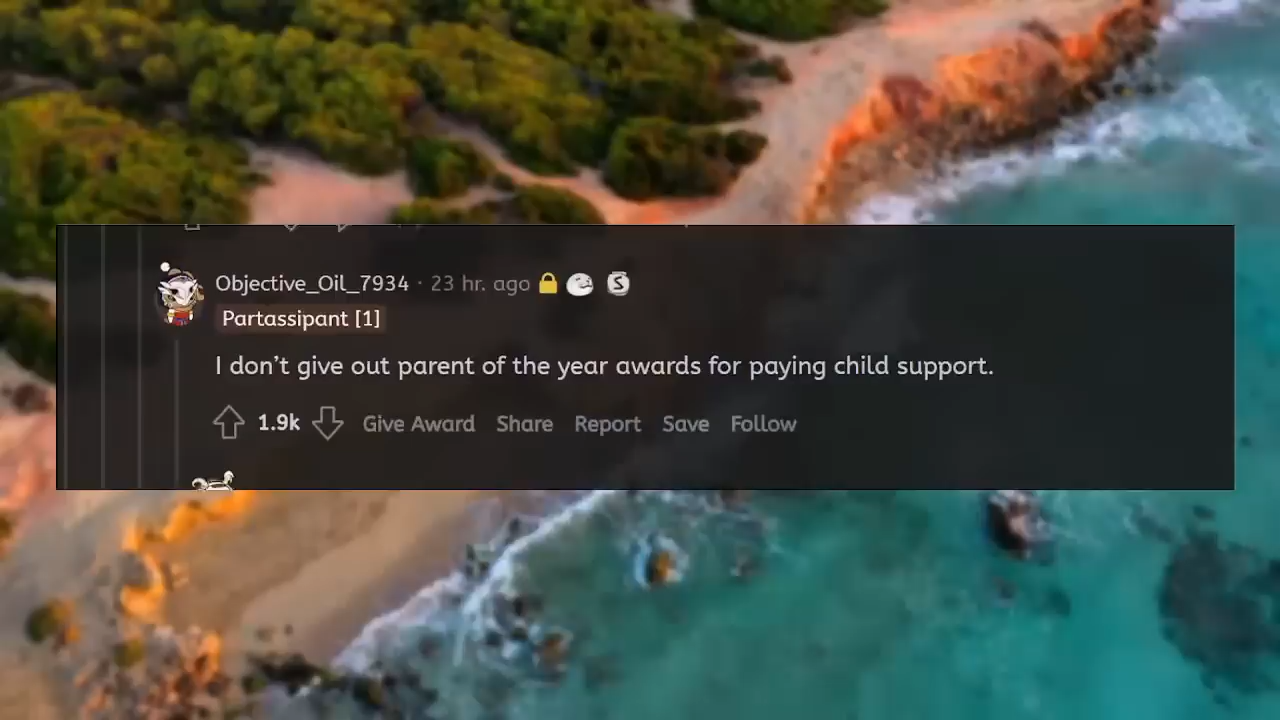 Objective_Oil_7934 · 23 hr. ago
Partassipant [1]
I don’t give out parent of the year awards for paying child support.
1.9k Give Award Share Report Save Follow